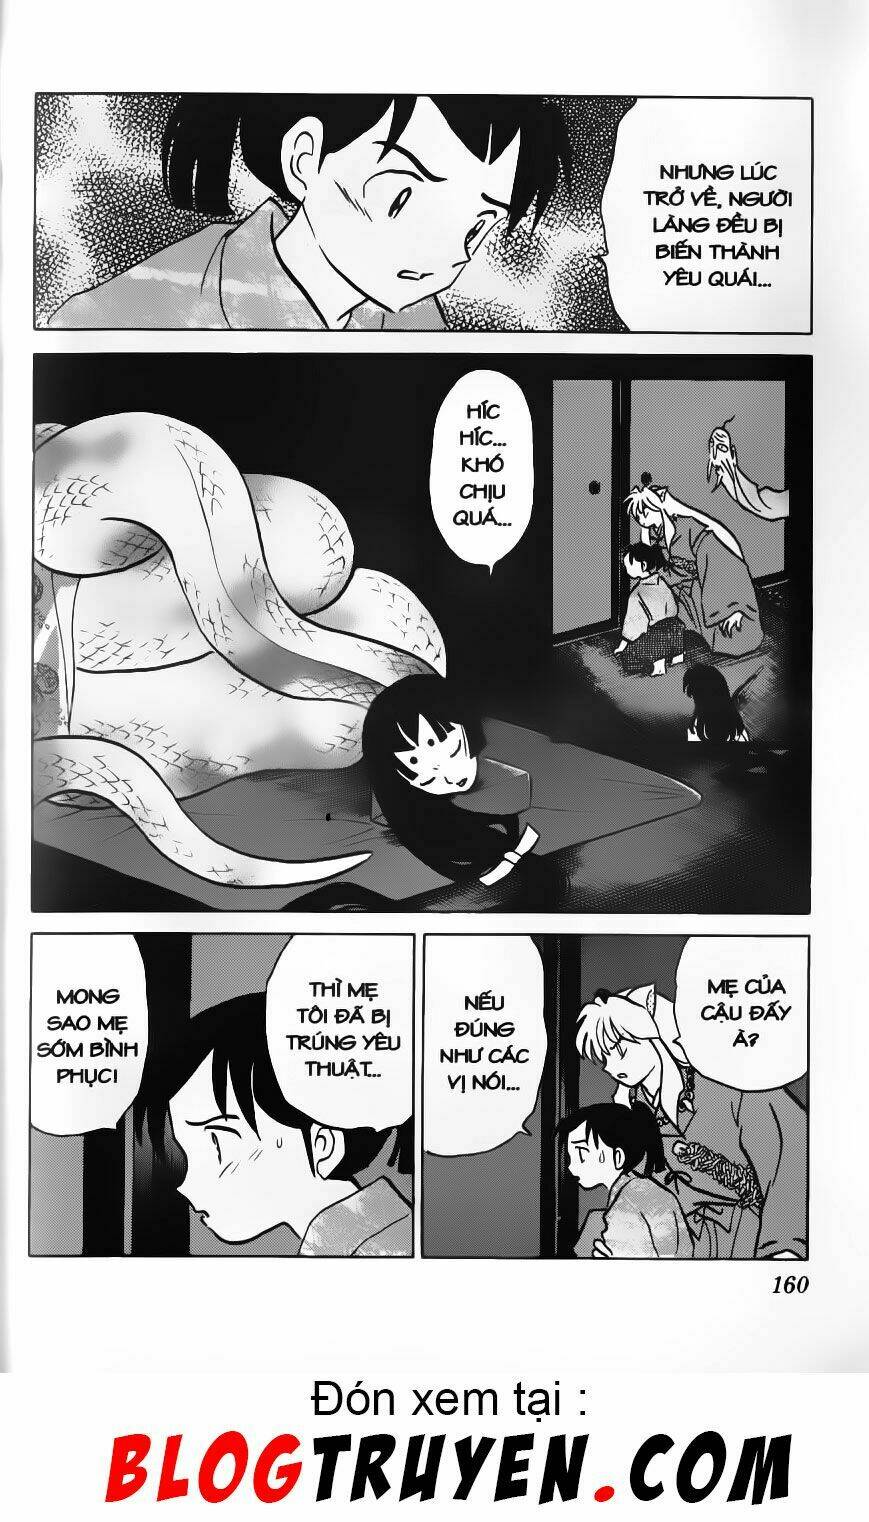 NHƯNG LÚC
TRỞ VỀ, NGƯỜI
LÀNG ĐỀU BỊ
BIẾN THÀNH
YÊU QUÁI...
HÍC
HÍC...
KHÓ
CHỊU
QUÁ...
MẸ CỦA
CẬU ĐẤY
À?
NẾU
ĐÚNG
NHƯ CÁC
VỊ NÓI...
THÌ MẸ
TÔI ĐÃ BỊ
TRÚNG YÊU
THUẬT...
MONG
SAO MẸ
SỚM BÌNH
PHỤC!
160
Đón xem tại :
BLOGTRUYEN.COM